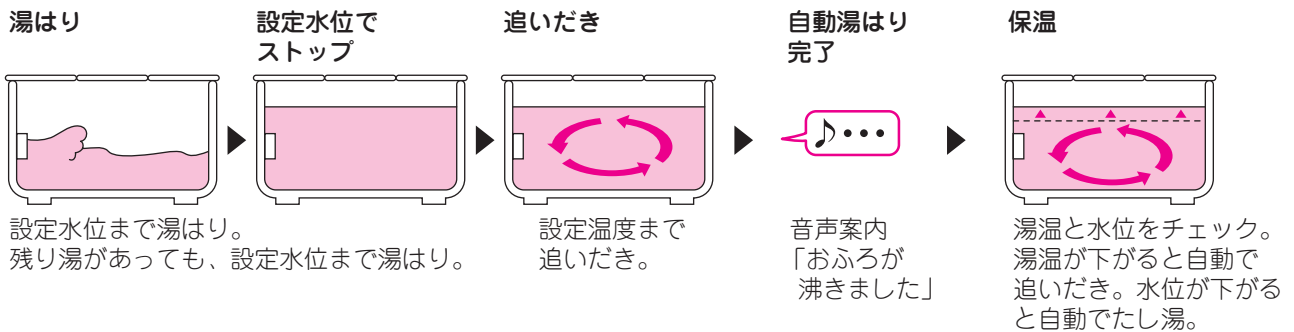 湯はり
設定水位で
ストップ
追いだき
自動湯はり
完了
保温
設定水位まで湯はり。
残り湯があっても、設定水位まで湯はり。
設定温度まで
追いだき。
音声案内
「おふろが
沸きました」
湯温と水位をチェック。
湯温が下がると自動で
追いだき。水位が下がる
と自動でたし湯。